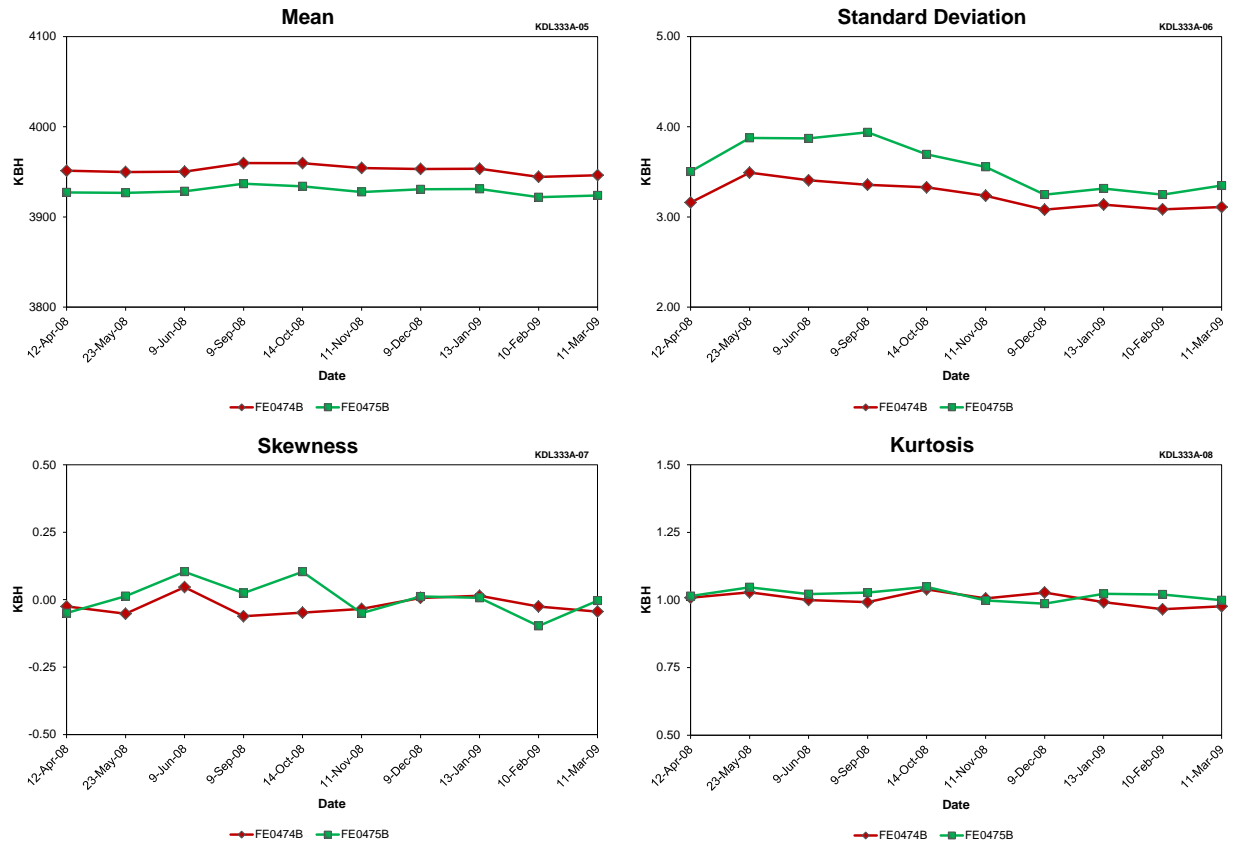 Mean
KDL333A-05
4100
4000
3900
3800
KBH
12-Apr-08
23-May-08
9-Jun-08
9-Sep-08
14-Oct-08
11-Nov-08
9-Dec-08
13-Jan-09
10-Feb-09
11-Mar-09
Date
FE0474B FE0475B
Standard Deviation
KDL333A-06
5.00
4.00
3.00
2.00
KBH
12-Apr-08
23-May-08
9-Jun-08
9-Sep-08
14-Oct-08
11-Nov-08
9-Dec-08
13-Jan-09
10-Feb-09
11-Mar-09
Date
FE0474B FE0475B
Skewness
KDL333A-07
0.50
0.25
0.00
-0.25
-0.50
KBH
12-Apr-08
23-May-08
9-Jun-08
9-Sep-08
14-Oct-08
11-Nov-08
9-Dec-08
13-Jan-09
10-Feb-09
11-Mar-09
Date
FE0474B FE0475B
Kurtosis
KDL333A-08
1.50
1.25
1.00
0.75
0.50
KBH
12-Apr-08
23-May-08
9-Jun-08
9-Sep-08
14-Oct-08
11-Nov-08
9-Dec-08
13-Jan-09
10-Feb-09
11-Mar-09
Date
FE0474B FE0475B